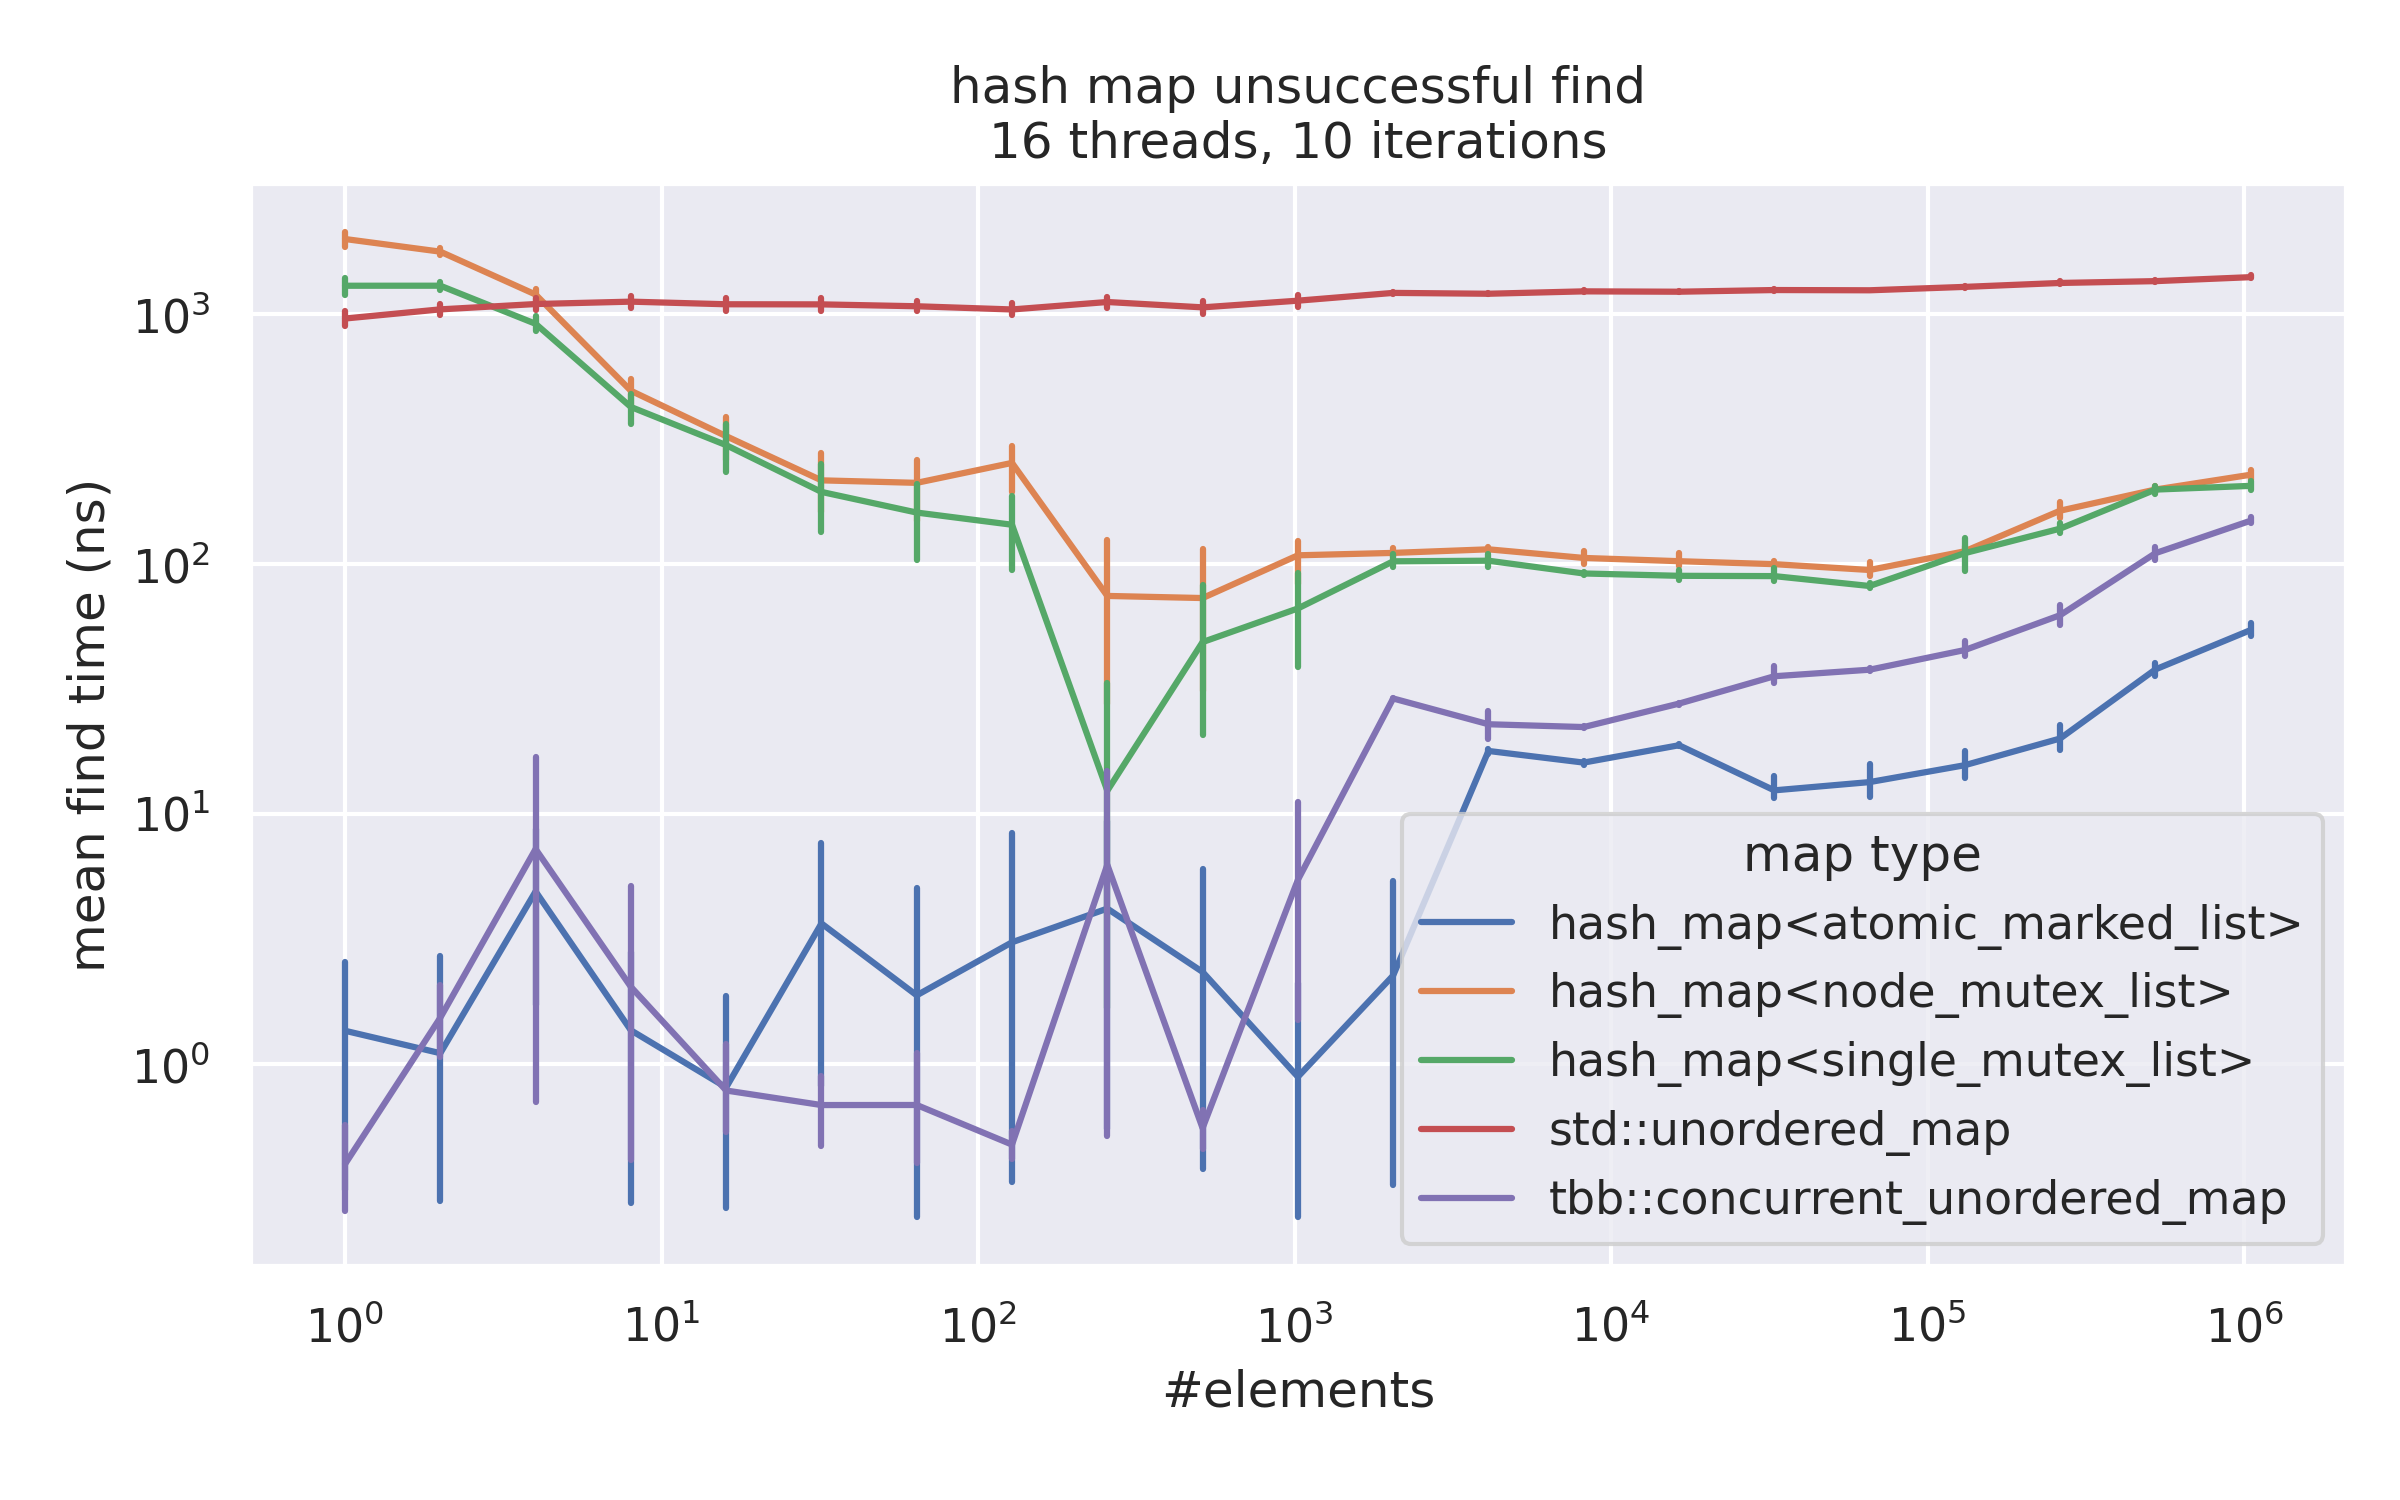 hash map unsuccessful find
16 threads, 10 iterations
mean find time (ns)
10³
10²
10¹
10⁰
map type
hash_map<atomic_marked_list>
hash_map<node_mutex_list>
hash_map<single_mutex_list>
std::unordered_map
tbb::concurrent_unordered_map
10⁰ 10¹ 10² 10³ 10⁴ 10⁵ 10⁶
#elements